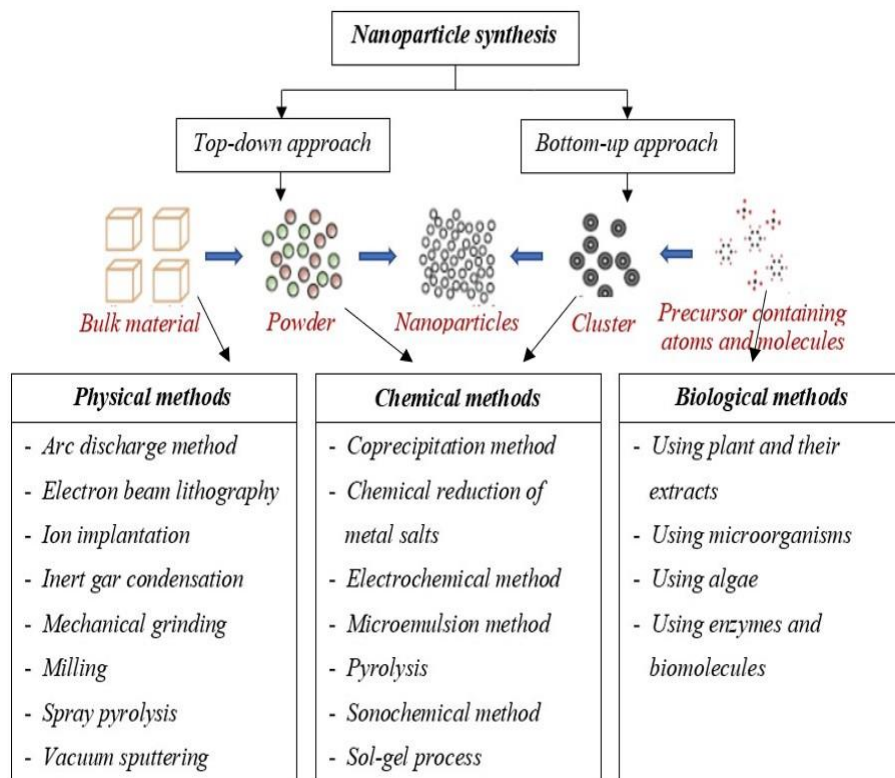 Nanoparticle synthesis
Top-down approach
Bottom-up approach
Bulk material
Powder
Nanoparticles
Cluster
Precursor containing
atoms and molecules
Physical methods
- Arc discharge method
- Electron beam lithography
- Ion implantation
- Inert gar condensation
- Mechanical grinding
- Milling
- Spray pyrolysis
- Vacuum sputtering
Chemical methods
- Coprecipitation method
- Chemical reduction of
metal salts
- Electrochemical method
- Microemulsion method
- Pyrolysis
- Sonochemical method
- Sol-gel process
Biological methods
- Using plant and their
extracts
- Using microorganisms
- Using algae
- Using enzymes and
biomolecules